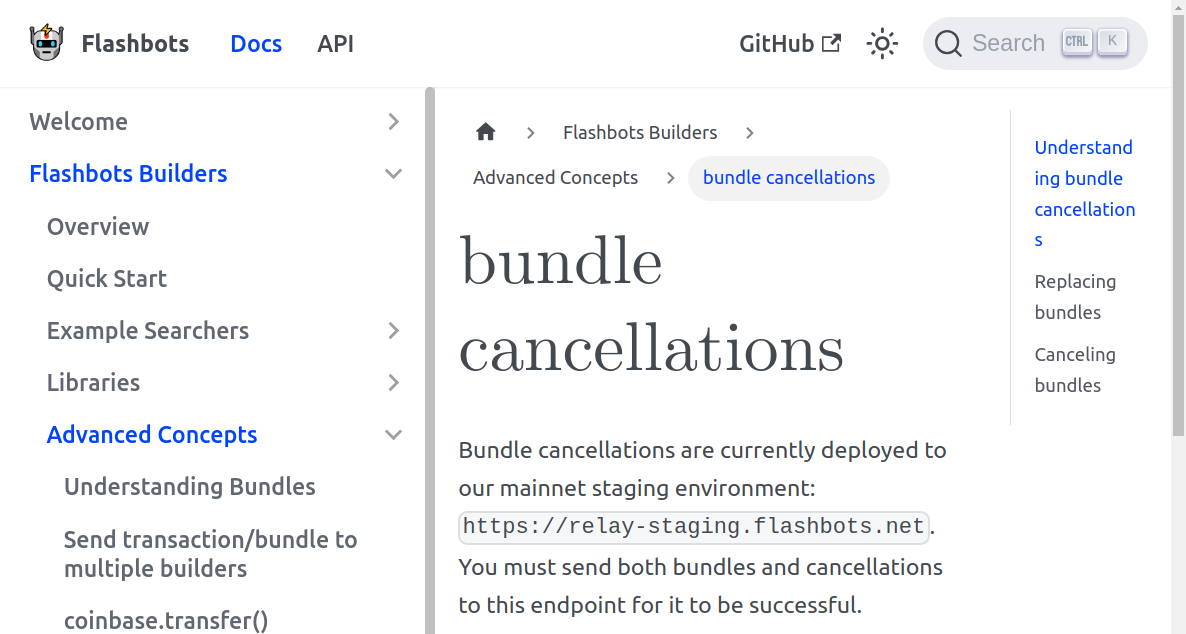 Flashbots
Docs
API
GitHub
Search
CTRL
K
Welcome
Flashbots Builders
Overview
Quick Start
Example Searchers
Libraries
Advanced Concepts
Understanding Bundles
Send transaction/bundle to
multiple builders
coinbase.transfer()
Flashbots Builders
Advanced Concepts
bundle cancellations
bundle
cancellations
Bundle cancellations are currently deployed to
our mainnet staging environment:
https://relay-staging.flashbots.net.
You must send both bundles and cancellations
to this endpoint for it to be successful.
Understand
ing bundle
cancellation
s
Replacing
bundles
Canceling
bundles